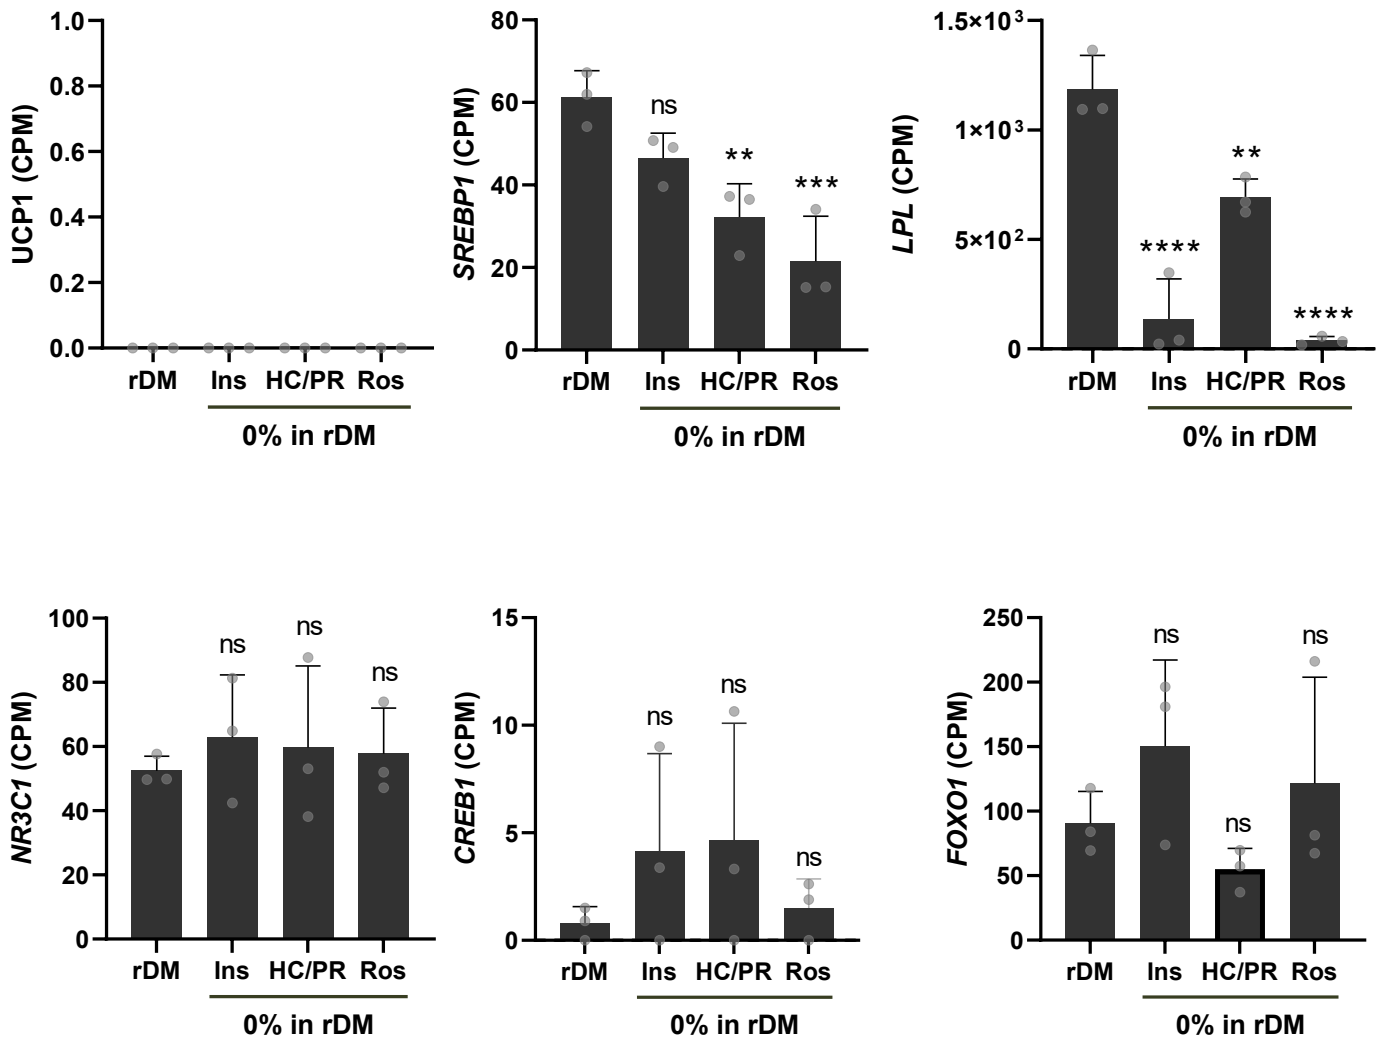 UCP1 (CPM)
1.0
0.8
0.6
0.4
0.2
0.0
rDM Ins HC/PR Ros
0% in rDM
SREBP1 (CPM)
80
60
40
20
0
ns
**
***
rDM Ins HC/PR Ros
0% in rDM
LPL (CPM)
1.5×10³
1×10³
5×10²
0
****
**
****
rDM Ins HC/PR Ros
0% in rDM
NR3C1 (CPM)
100
80
60
40
20
0
ns
ns
ns
rDM Ins HC/PR Ros
0% in rDM
CREB1 (CPM)
15
10
5
0
ns
ns
ns
rDM Ins HC/PR Ros
0% in rDM
FOXO1 (CPM)
250
200
150
100
50
0
ns
ns
ns
rDM Ins HC/PR Ros
0% in rDM